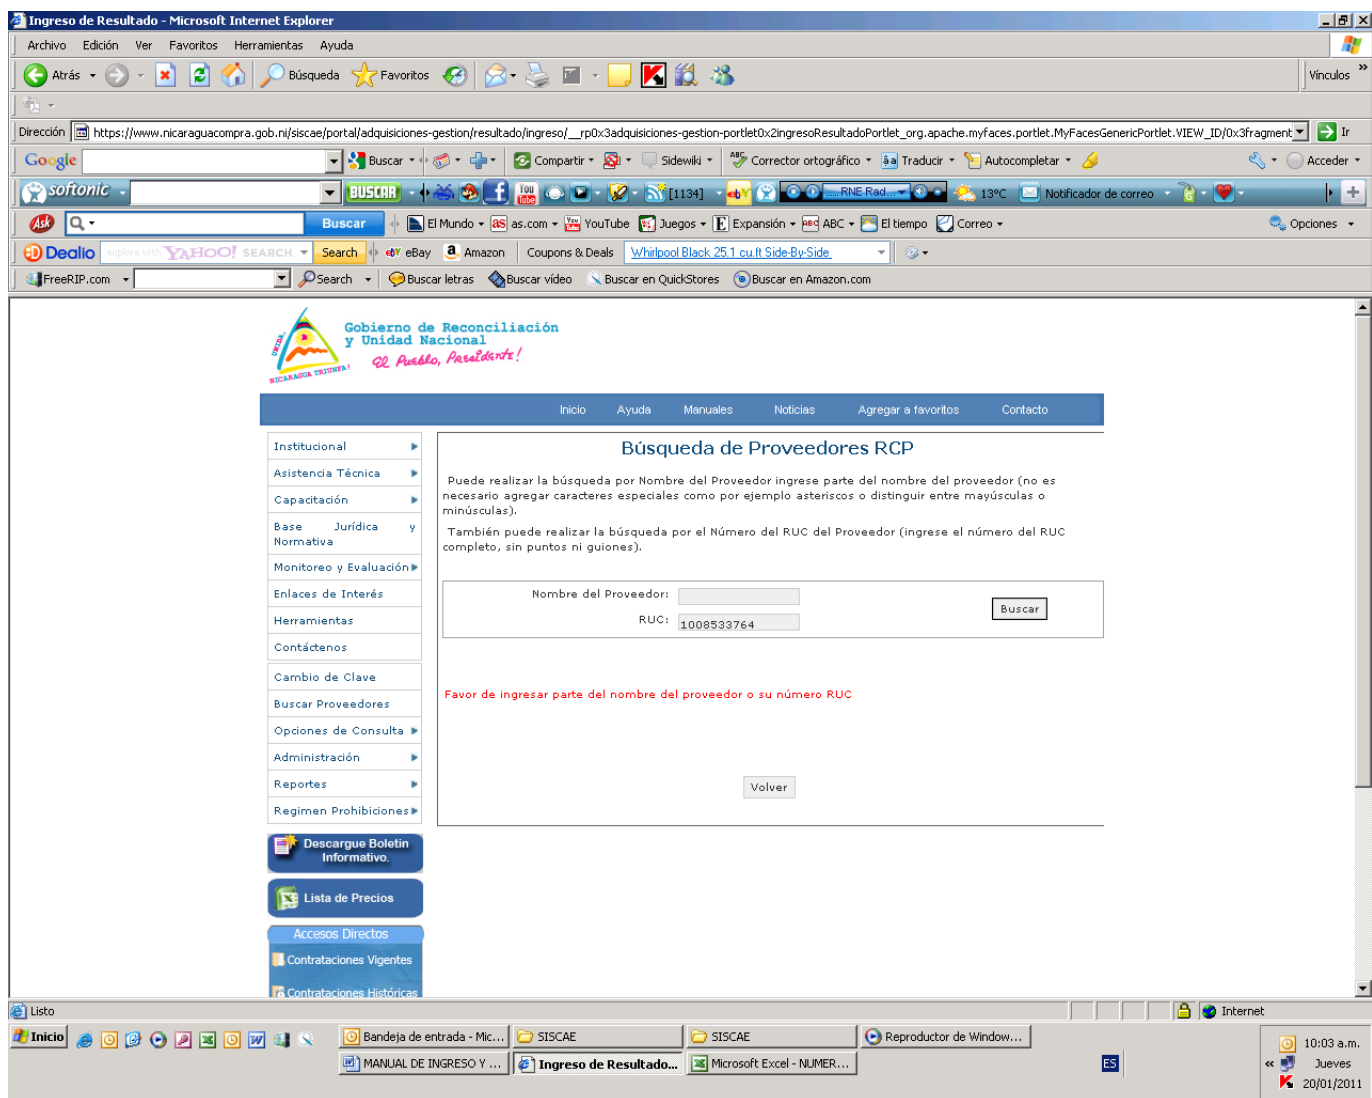 Ingreso de Resultado - Microsoft Internet Explorer
Archivo Edición Ver Favoritos Herramientas Ayuda
Atrás Búsqueda Favoritos Vínculos
Dirección https://www.nicaraguacompra.gob.ni/siscae/portal/adquisiciones-gestion/resultado/ingreso/__rp0x3adquisiciones-gestion-portlet0x2ingresoResultadoPortlet_org.apache.myfaces.portlet.MyFacesGenericPortlet.VIEW_ID/0x3fragment Ir
Google Buscar Compartir Sidewiki Corrector ortográfico Traducir Autocompletar Acceder
softonic BUSCAR You Tube [1134] ebY RNE Rad... 13°C Notificador de correo
Ask Buscar El Mundo as.com YouTube Juegos Expansión ABC El tiempo Correo Opciones
Dealio explore with YAHOO! SEARCH Search eBay Amazon Coupons & Deals Whirlpool Black 25.1 cu.ft Side-By-Side
FreeRIP.com Search Buscar letras Buscar vídeo Buscar en QuickStores Buscar en Amazon.com
UNIDA, NICARAGUA TRIUNFA!
Gobierno de Reconciliación
y Unidad Nacional
El Pueblo, Presidente!
Inicio Ayuda Manuales Noticias Agregar a favoritos Contacto
Institucional
Asistencia Técnica
Capacitación
Base Jurídica y
Normativa
Monitoreo y Evaluación
Enlaces de Interés
Herramientas
Contáctenos
Cambio de Clave
Buscar Proveedores
Opciones de Consulta
Administración
Reportes
Regimen Prohibiciones
Descargue Boletin
Informativo.
Lista de Precios
Accesos Directos
Contrataciones Vigentes
Contrataciones Históricas
Búsqueda de Proveedores RCP
Puede realizar la búsqueda por Nombre del Proveedor ingrese parte del nombre del proveedor (no es
necesario agregar caracteres especiales como por ejemplo asteriscos o distinguir entre mayúsculas o
minúsculas).
También puede realizar la búsqueda por el Número del RUC del Proveedor (ingrese el número del RUC
completo, sin puntos ni guiones).
Nombre del Proveedor:
RUC: 1008533764
Buscar
Favor de ingresar parte del nombre del proveedor o su número RUC
Volver
Listo Internet
Inicio Bandeja de entrada - Mic... SISCAE SISCAE Reproductor de Window... 10:03 a.m.
MANUAL DE INGRESO Y ... Ingreso de Resultado... Microsoft Excel - NUMER... ES Jueves
20/01/2011